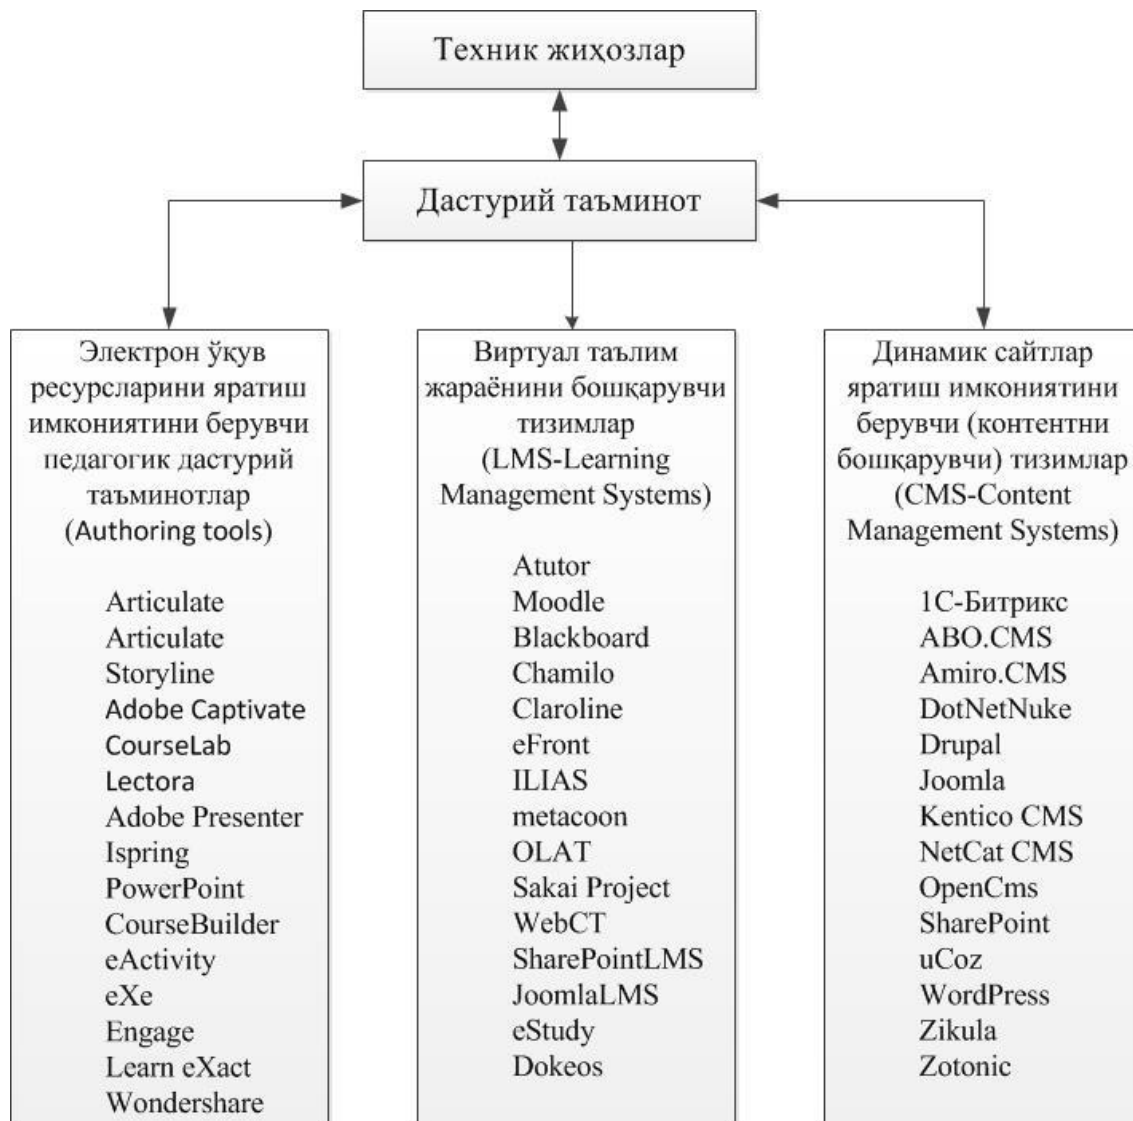 Техник жиҳозлар
Дастурий таъминот
Электрон ўқув
ресурсларини яратиш
имкониятини берувчи
педагогик дастурий
таъминотлар
(Authoring tools)
Articulate
Articulate
Storyline
Adobe Captivate
CourseLab
Lectora
Adobe Presenter
Ispring
PowerPoint
CourseBuilder
eActivity
eXe
Engage
Learn eXact
Wondershare
Виртуал таълим
жараёнини бошқарувчи
тизимлар
(LMS-Learning
Management Systems)
Atutor
Moodle
Blackboard
Chamilo
Claroline
eFront
ILIAS
metacoon
OLAT
Sakai Project
WebCT
SharePointLMS
JoomlaLMS
eStudy
Dokeos
Динамик сайтлар
яратиш имкониятини
берувчи (контентни
бошқарувчи) тизимлар
(CMS-Content
Management Systems)
1С-Битрикс
ABO.CMS
Amiro.CMS
DotNetNuke
Drupal
Joomla
Kentico CMS
NetCat CMS
OpenCms
SharePoint
uCoz
WordPress
Zikula
Zotonic